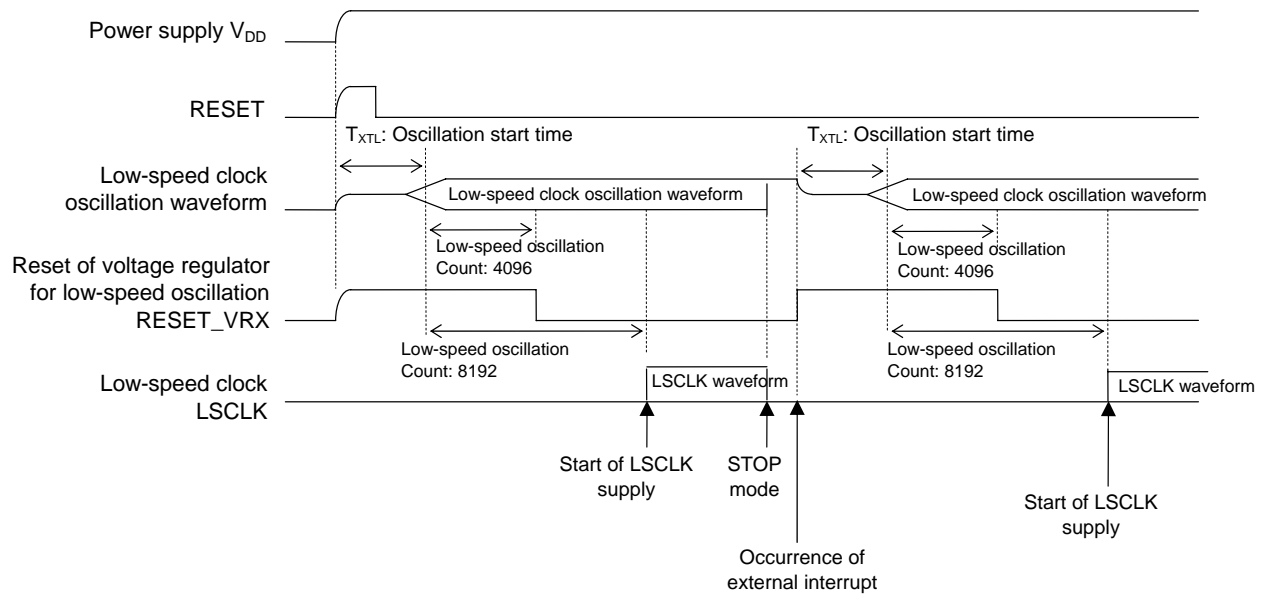 Power supply VDD
RESET
TXTL: Oscillation start time
TXTL: Oscillation start time
Low-speed clock
oscillation waveform
Low-speed clock oscillation waveform
Low-speed clock oscillation waveform
Low-speed oscillation
Count: 4096
Low-speed oscillation
Count: 4096
Reset of voltage regulator
for low-speed oscillation
RESET_VRX
Low-speed oscillation
Count: 8192
Low-speed oscillation
Count: 8192
Low-speed clock
LSCLK
LSCLK waveform
LSCLK waveform
Start of LSCLK
supply
STOP
mode
Start of LSCLK
supply
Occurrence of
external interrupt